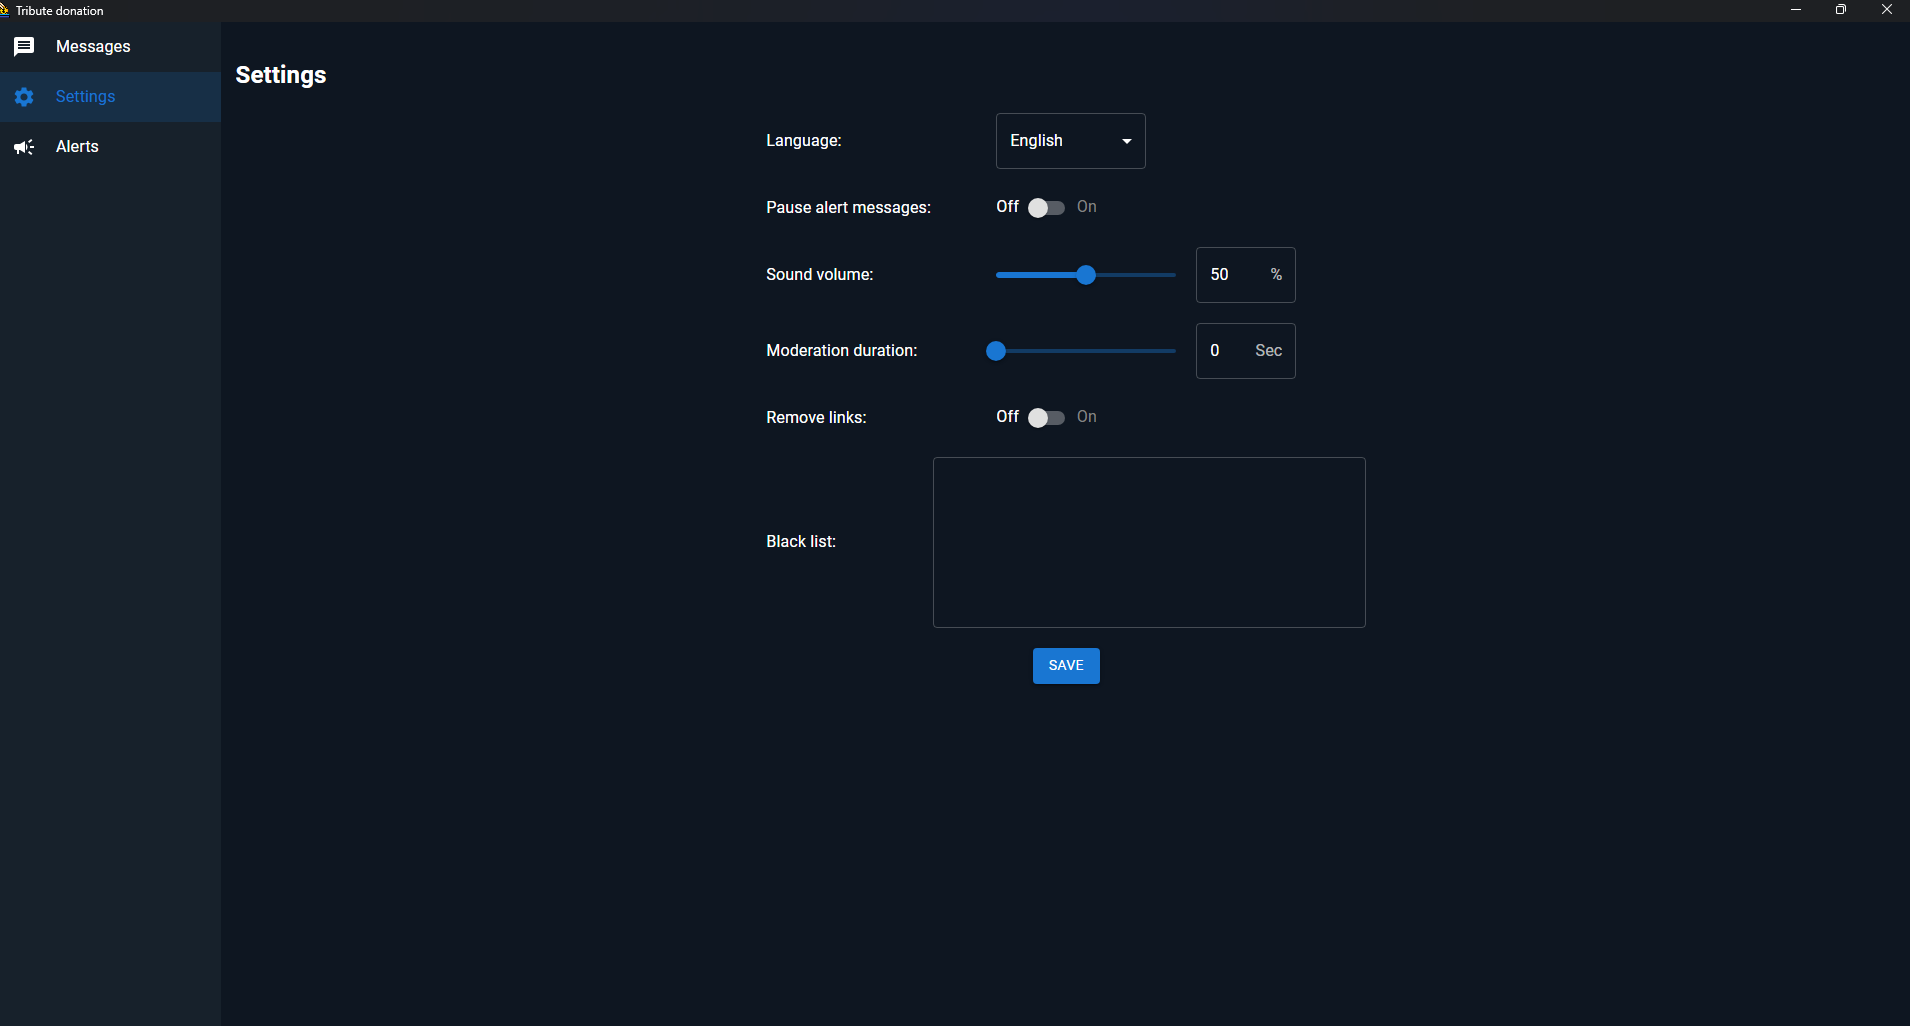 Tribute donation
Messages
Settings
Alerts
Settings
Language: English
Pause alert messages: Off On
Sound volume: 50 %
Moderation duration: 0 Sec
Remove links: Off On
Black list:
SAVE